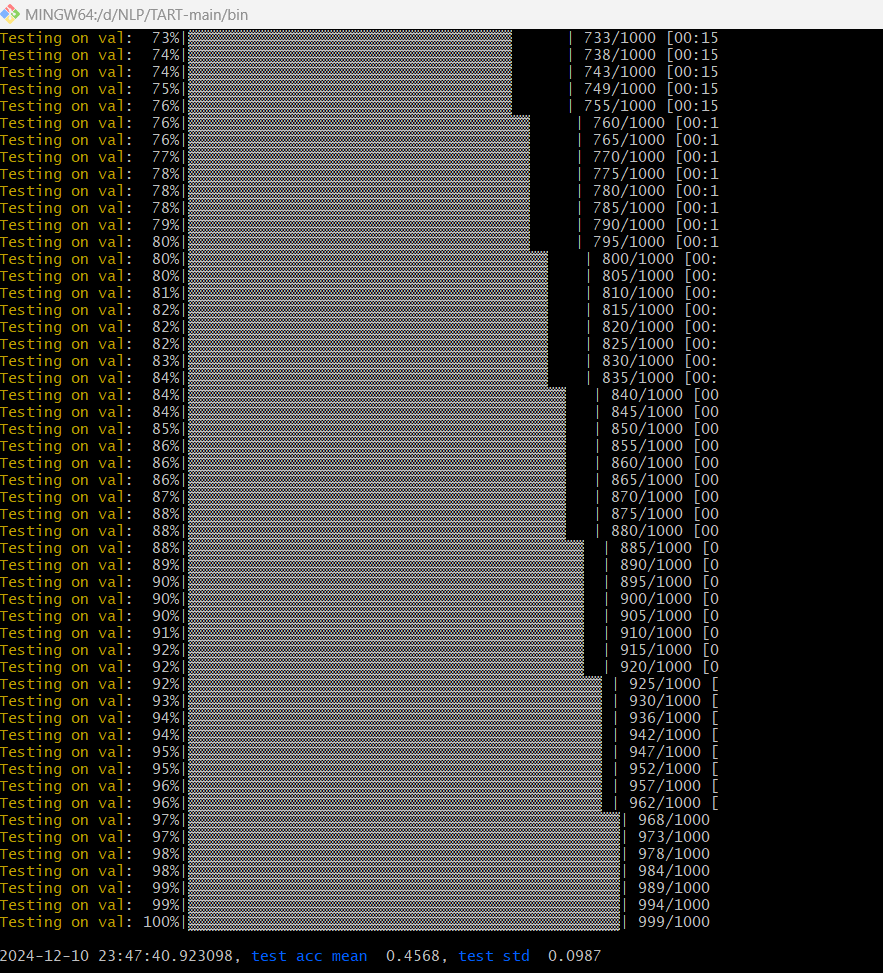 MINGW64:/d/NLP/TART-main/bin
Testing on val:  73%| | 733/1000 [00:15
Testing on val:  74%| | 738/1000 [00:15
Testing on val:  74%| | 743/1000 [00:15
Testing on val:  75%| | 749/1000 [00:15
Testing on val:  76%| | 755/1000 [00:15
Testing on val:  76%| | 760/1000 [00:1
Testing on val:  76%| | 765/1000 [00:1
Testing on val:  77%| | 770/1000 [00:1
Testing on val:  78%| | 775/1000 [00:1
Testing on val:  78%| | 780/1000 [00:1
Testing on val:  78%| | 785/1000 [00:1
Testing on val:  79%| | 790/1000 [00:1
Testing on val:  80%| | 795/1000 [00:1
Testing on val:  80%| | 800/1000 [00:
Testing on val:  80%| | 805/1000 [00:
Testing on val:  81%| | 810/1000 [00:
Testing on val:  82%| | 815/1000 [00:
Testing on val:  82%| | 820/1000 [00:
Testing on val:  82%| | 825/1000 [00:
Testing on val:  83%| | 830/1000 [00:
Testing on val:  84%| | 835/1000 [00:
Testing on val:  84%| | 840/1000 [00
Testing on val:  84%| | 845/1000 [00
Testing on val:  85%| | 850/1000 [00
Testing on val:  86%| | 855/1000 [00
Testing on val:  86%| | 860/1000 [00
Testing on val:  86%| | 865/1000 [00
Testing on val:  87%| | 870/1000 [00
Testing on val:  88%| | 875/1000 [00
Testing on val:  88%| | 880/1000 [00
Testing on val:  88%| | 885/1000 [0
Testing on val:  89%| | 890/1000 [0
Testing on val:  90%| | 895/1000 [0
Testing on val:  90%| | 900/1000 [0
Testing on val:  90%| | 905/1000 [0
Testing on val:  91%| | 910/1000 [0
Testing on val:  92%| | 915/1000 [0
Testing on val:  92%| | 920/1000 [0
Testing on val:  92%| | 925/1000 [
Testing on val:  93%| | 930/1000 [
Testing on val:  94%| | 936/1000 [
Testing on val:  94%| | 942/1000 [
Testing on val:  95%| | 947/1000 [
Testing on val:  95%| | 952/1000 [
Testing on val:  96%| | 957/1000 [
Testing on val:  96%| | 962/1000 [
Testing on val:  97%| | 968/1000
Testing on val:  97%| | 973/1000
Testing on val:  98%| | 978/1000
Testing on val:  98%| | 984/1000
Testing on val:  99%| | 989/1000
Testing on val:  99%| | 994/1000
Testing on val: 100%| | 999/1000
2024-12-10 23:47:40.923098, test acc mean  0.4568, test std  0.0987